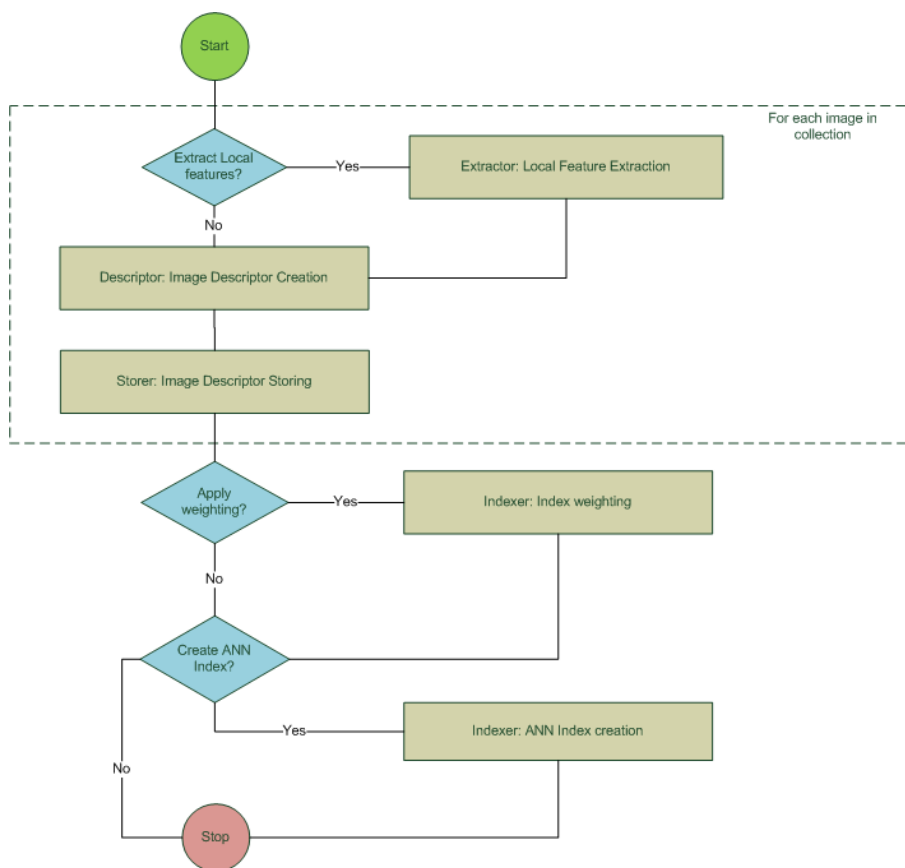 Start
For each image in
collection
Extract Local
features?
Yes
Extractor: Local Feature Extraction
No
Descriptor: Image Descriptor Creation
Storer: Image Descriptor Storing
Apply
weighting?
Yes
Indexer: Index weighting
No
Create ANN
Index?
Yes
Indexer: ANN Index creation
No
Stop